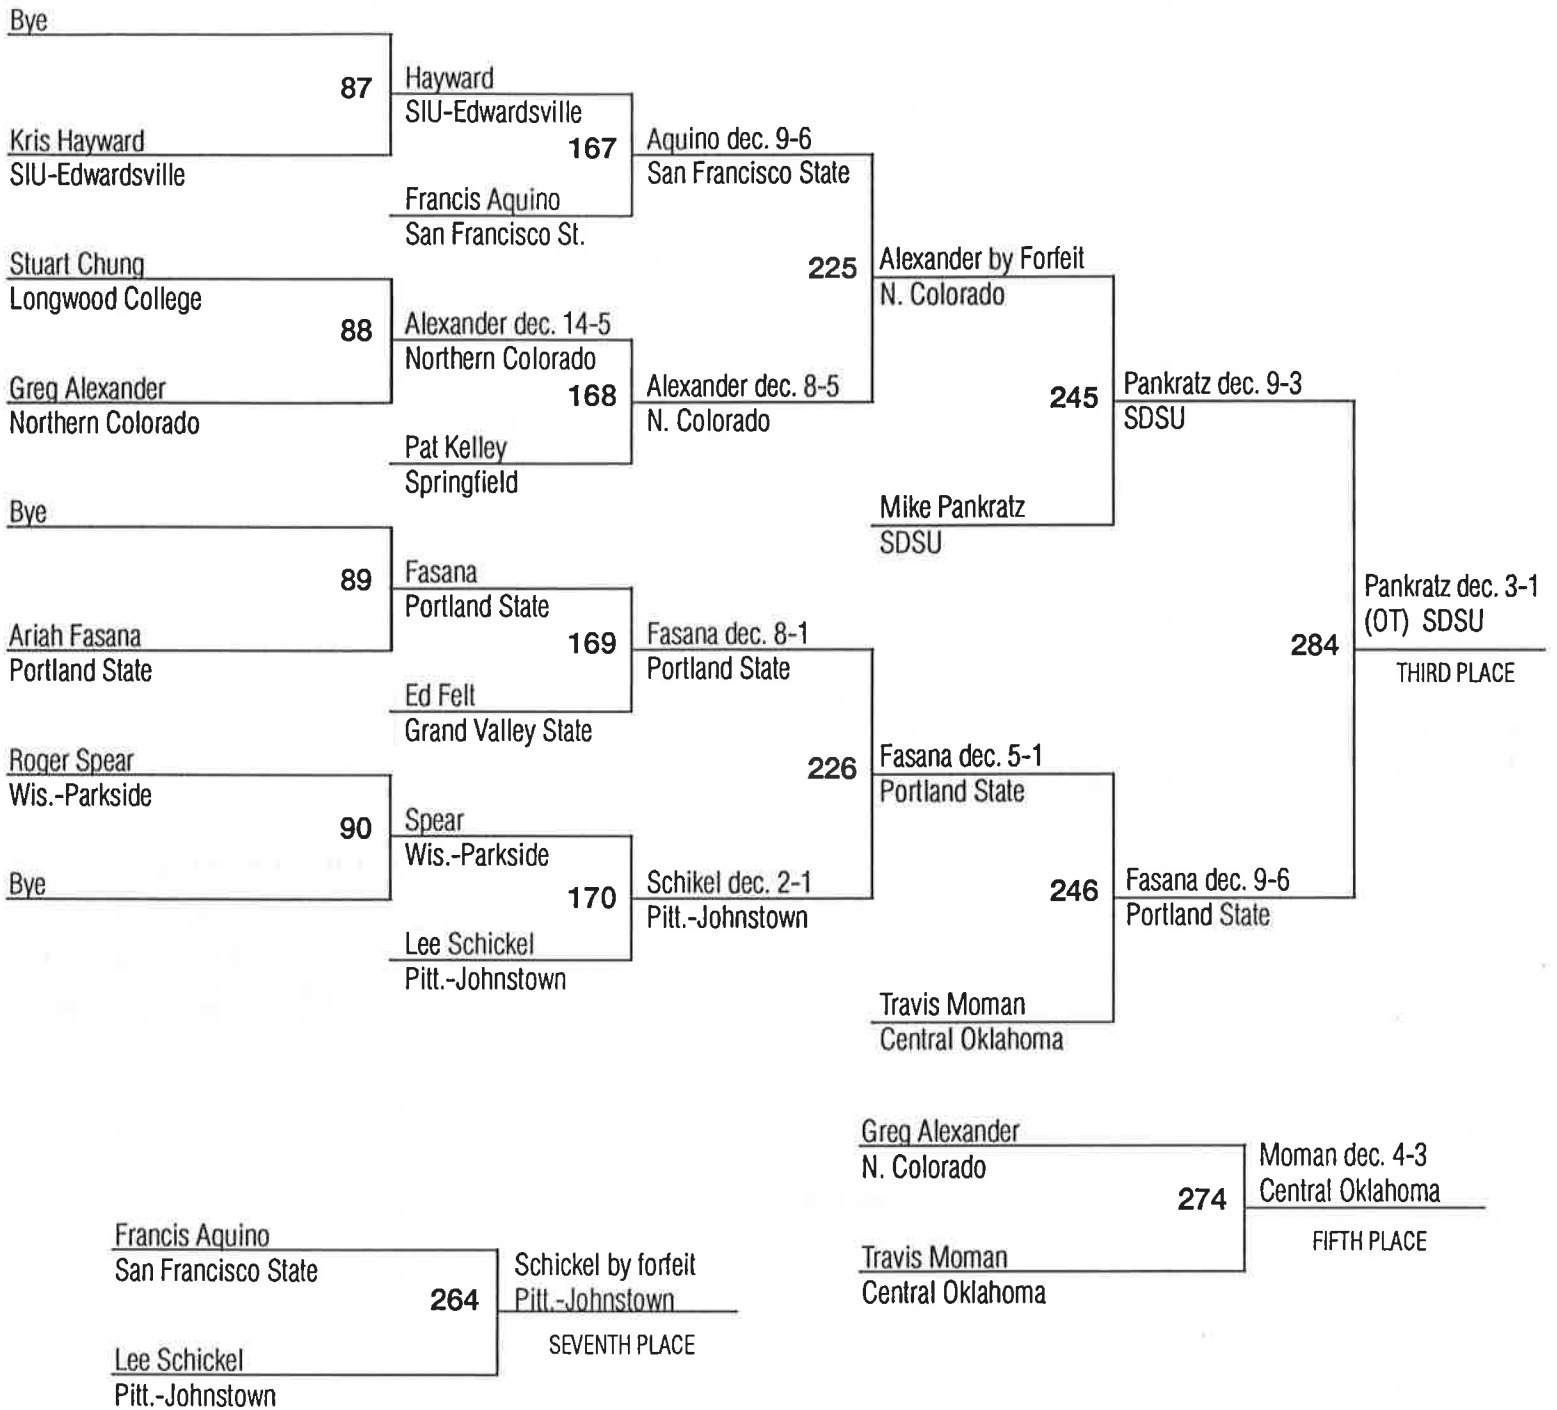 Bye
87
Kris Hayward
SIU-Edwardsville
Hayward
SIU-Edwardsville
167
Francis Aquino
San Francisco St.
Aquino dec. 9-6
San Francisco State
Stuart Chung
Longwood College
88
Greg Alexander
Northern Colorado
Alexander dec. 14-5
Northern Colorado
168
Pat Kelley
Springfield
Alexander dec. 8-5
N. Colorado
225
Alexander by Forfeit
N. Colorado
245
Mike Pankratz
SDSU
Pankratz dec. 9-3
SDSU
Bye
89
Ariah Fasana
Portland State
Fasana
Portland State
169
Ed Felt
Grand Valley State
Fasana dec. 8-1
Portland State
Roger Spear
Wis.-Parkside
90
Bye
Spear
Wis.-Parkside
170
Lee Schickel
Pitt.-Johnstown
Schikel dec. 2-1
Pitt.-Johnstown
226
Fasana dec. 5-1
Portland State
246
Travis Moman
Central Oklahoma
Fasana dec. 9-6
Portland State
284
Pankratz dec. 3-1
(OT) SDSU
THIRD PLACE
Greg Alexander
N. Colorado
274
Travis Moman
Central Oklahoma
Moman dec. 4-3
Central Oklahoma
FIFTH PLACE
Francis Aquino
San Francisco State
264
Lee Schickel
Pitt.-Johnstown
Schickel by forfeit
Pitt.-Johnstown
SEVENTH PLACE